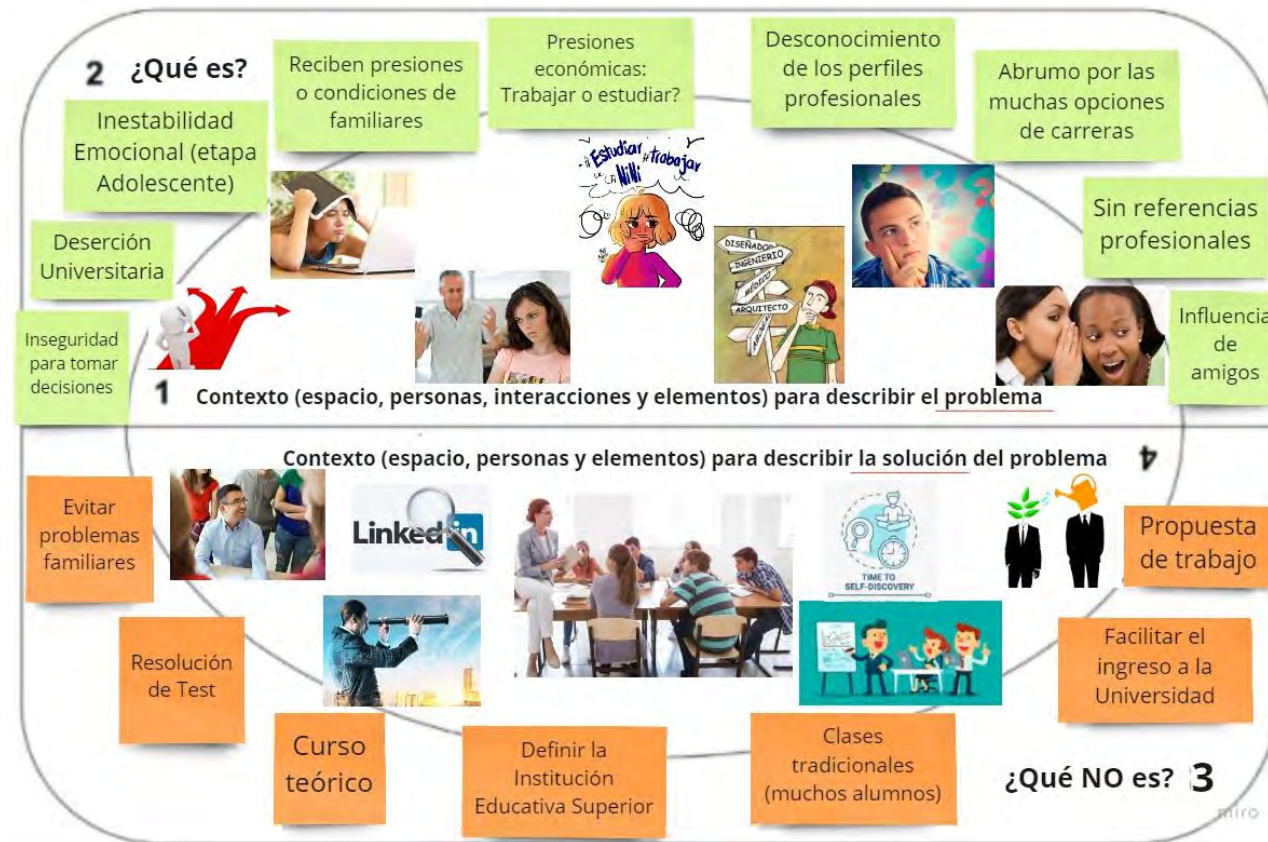 2 ¿Qué es?
Reciben presiones
o condiciones de
familiares
Presiones
económicas:
Trabajar o estudiar?
Desconocimiento
de los perfiles
profesionales
Abrumo por las
muchas opciones
de carreras
Inestabilidad
Emocional (etapa
Adolescente)
Sin referencias
profesionales
Deserción
Universitaria
Influencia
de
amigos
Inseguridad
para tomar
decisiones
#Estudiar #trabajar
NiNi
DISEÑADOR
INGENIERIO
MÉDICO
ARQUITECTO
1 Contexto (espacio, personas, interacciones y elementos) para describir el problema
Contexto (espacio, personas y elementos) para describir la solución del problema 4
Evitar
problemas
familiares
LinkedIn
TIME TO
SELF-DISCOVERY
Propuesta
de trabajo
Resolución
de Test
Facilitar el
ingreso a la
Universidad
Curso
teórico
Definir la
Institución
Educativa Superior
Clases
tradicionales
(muchos alumnos)
¿Qué NO es? 3
miro